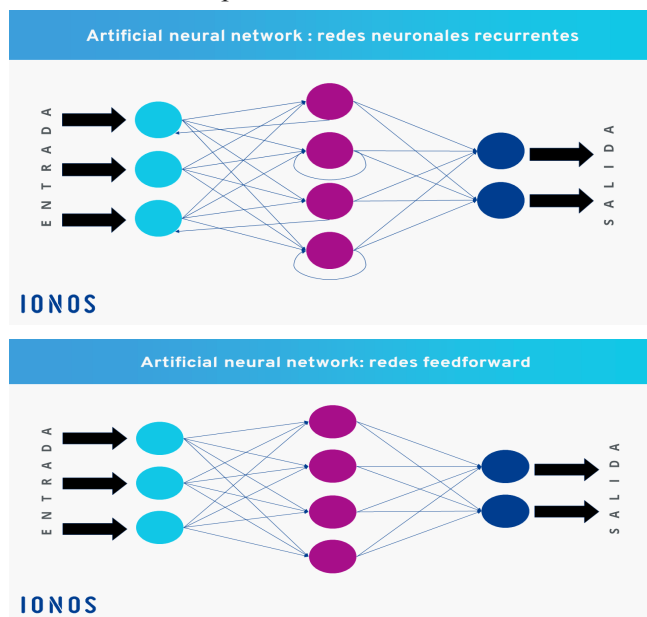 Artificial neural network : redes neuronales recurrentes
ENTRADA
SALIDA
IONOS
Artificial neural network: redes feedforward
ENTRADA
SALIDA
IONOS